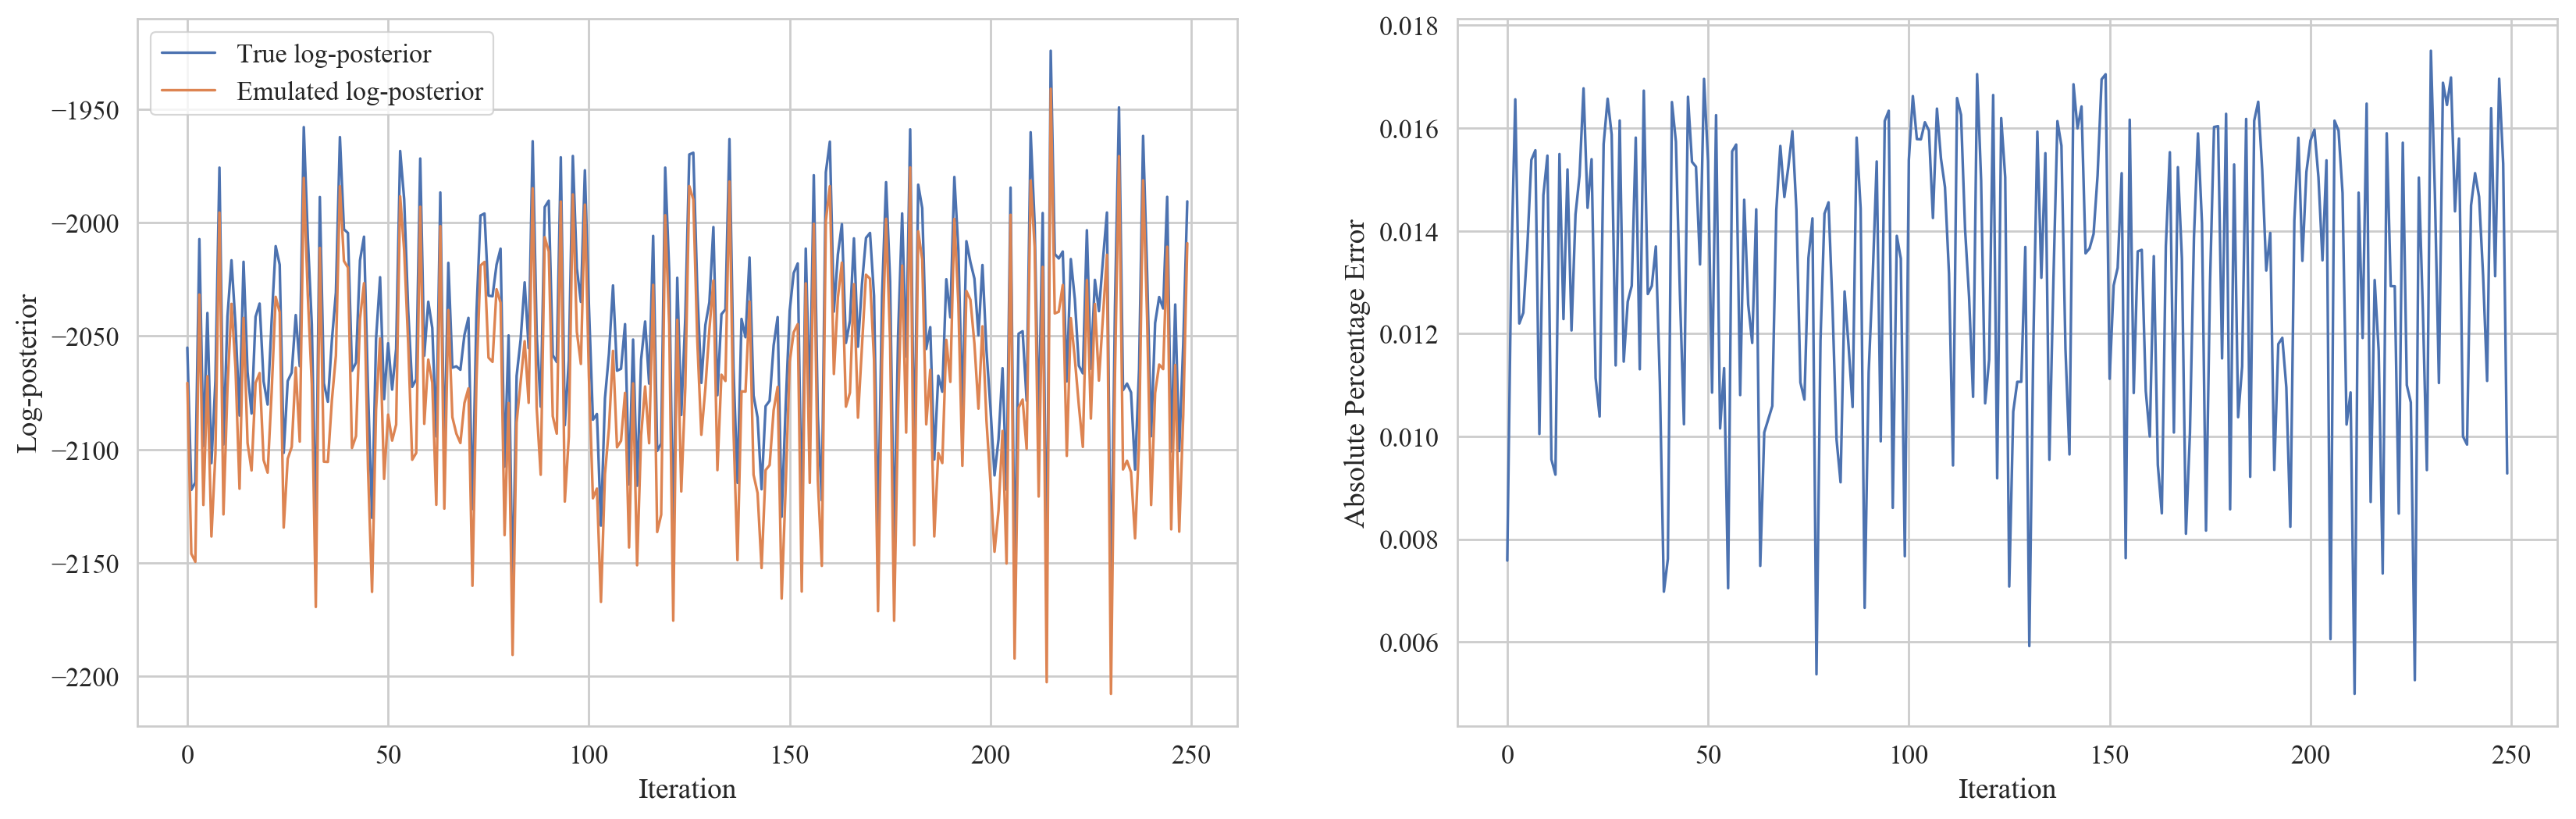 True log-posterior
Emulated log-posterior
Log-posterior
−1950
−2000
−2050
−2100
−2150
−2200
0 50 100 150 200 250
Iteration
Absolute Percentage Error
0.018
0.016
0.014
0.012
0.010
0.008
0.006
0 50 100 150 200 250
Iteration